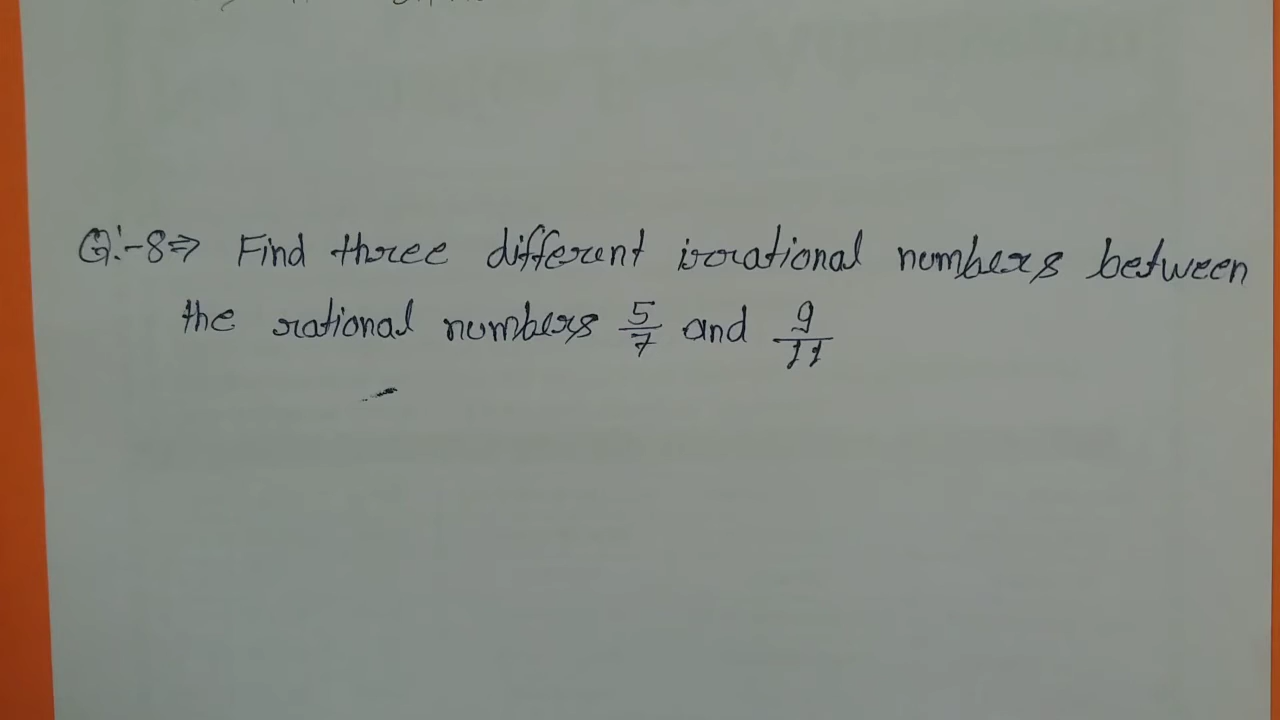 Q:-8⇒ Find three different irrational numbers between
the rational numbers 5/7 and 9/11